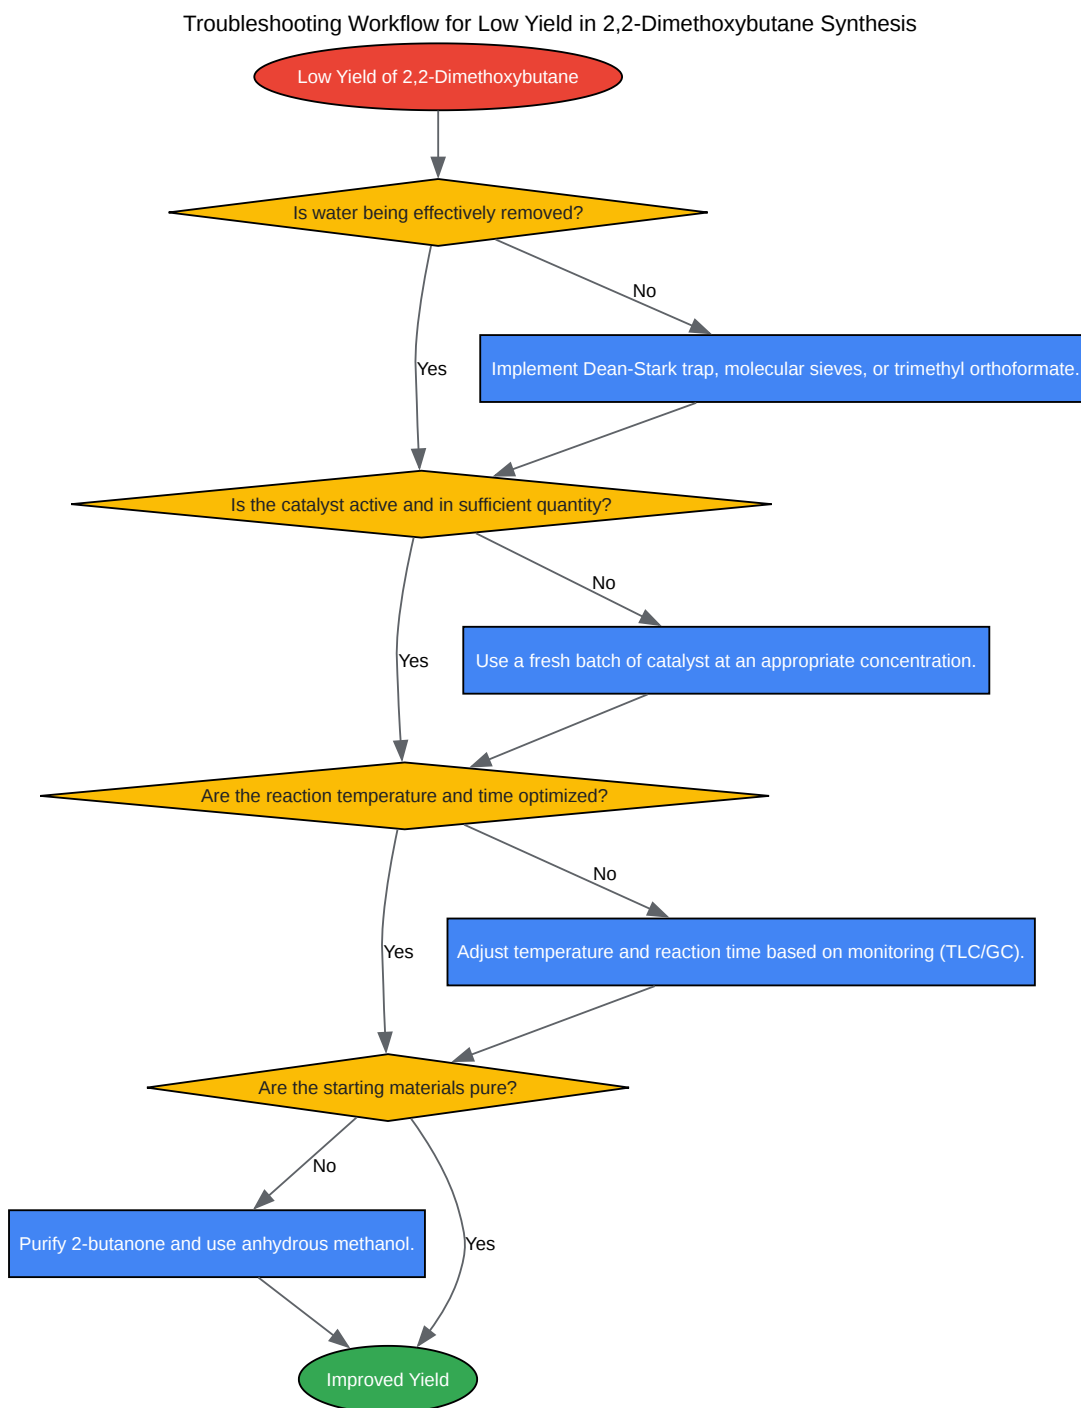 Troubleshooting Workflow for Low Yield in 2,2-Dimethoxybutane Synthesis
Low Yield of 2,2-Dimethoxybutane
Is water being effectively removed?
No
Yes
Implement Dean-Stark trap, molecular sieves, or trimethyl orthoformate.
Is the catalyst active and in sufficient quantity?
No
Yes
Use a fresh batch of catalyst at an appropriate concentration.
Are the reaction temperature and time optimized?
No
Yes
Adjust temperature and reaction time based on monitoring (TLC/GC).
Are the starting materials pure?
No
Purify 2-butanone and use anhydrous methanol.
Yes
Improved Yield